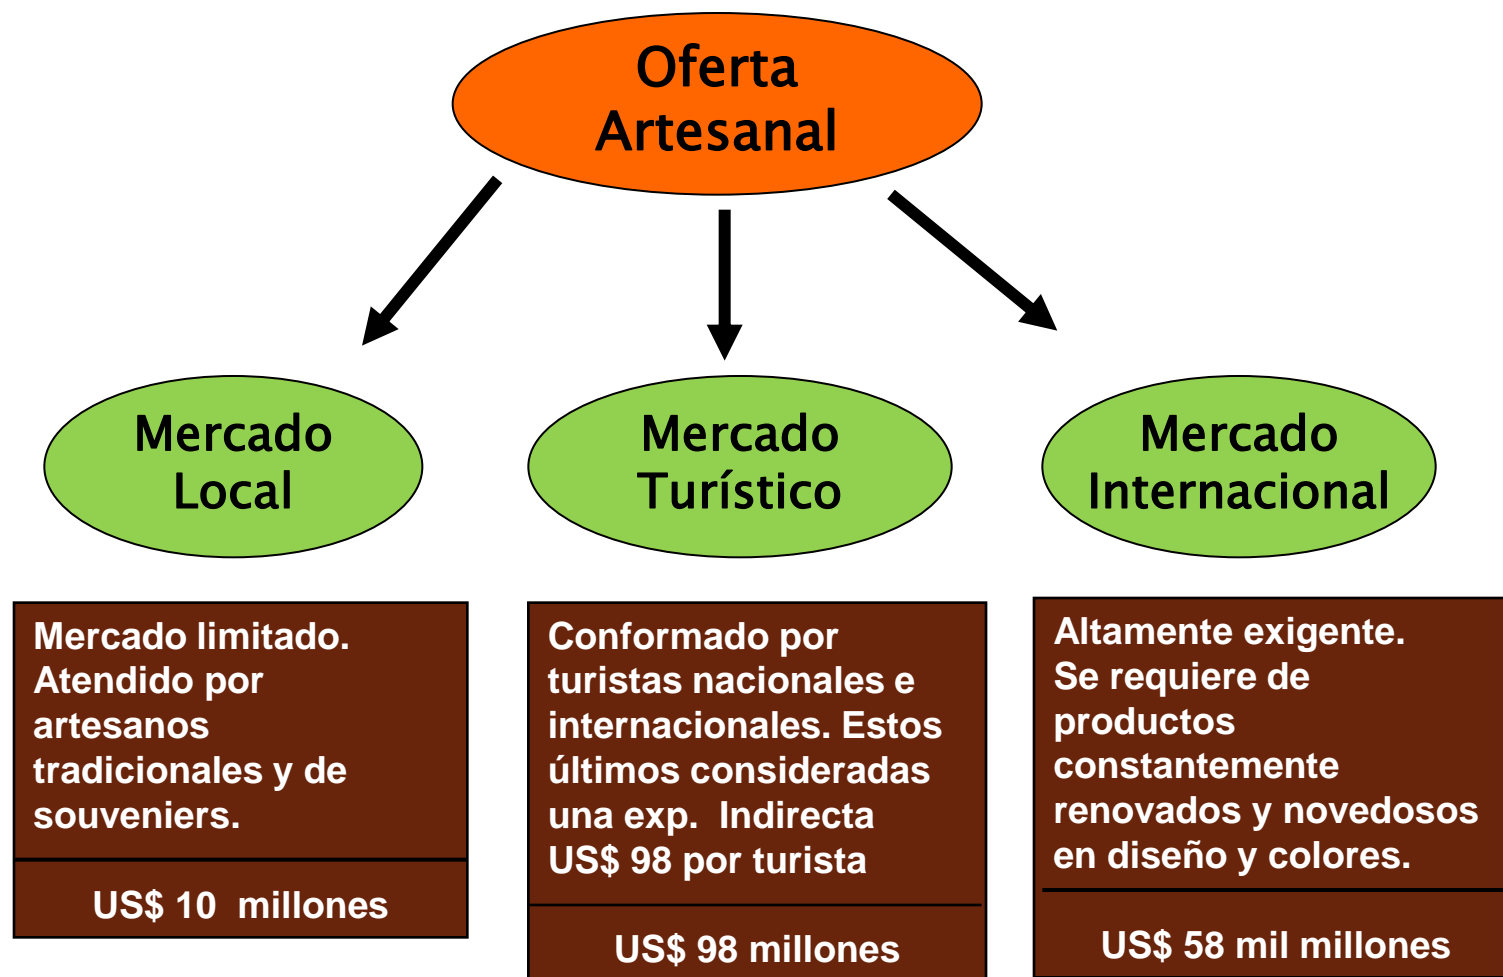 Oferta
Artesanal
Mercado
Local
Mercado
Turístico
Mercado
Internacional
Mercado limitado.
Atendido por
artesanos
tradicionales y de
souveniers.
US$ 10  millones
Conformado por
turistas nacionales e
internacionales. Estos
últimos consideradas
una exp.  Indirecta
US$ 98 por turista
US$ 98 millones
Altamente exigente.
Se requiere de
productos
constantemente
renovados y novedosos
en diseño y colores.
US$ 58 mil millones